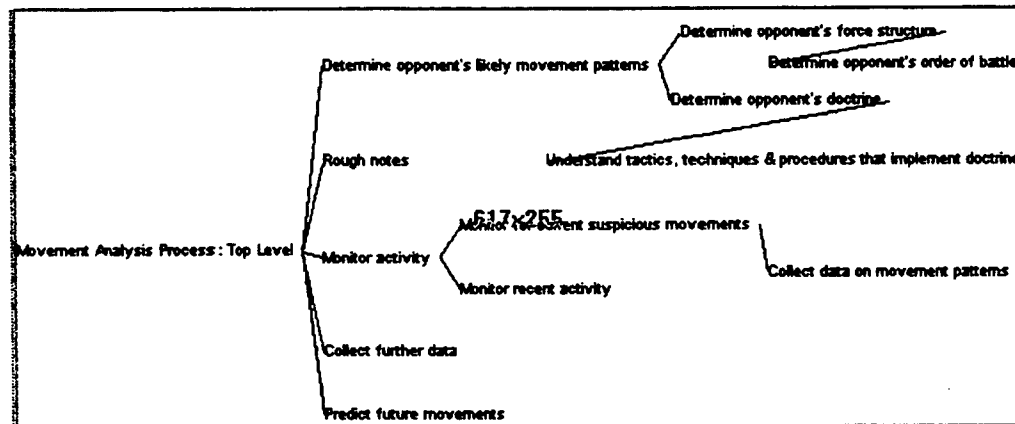 Determine opponent's force structure
Determine opponent's likely movement patterns
Determine opponent's order of battle
Determine opponent's doctrine
Rough notes
Understand tactics, techniques & procedures that implement doctrine
617x255
Monitor suspicious movements
Movement Analysis Process: Top Level
Monitor activity
Collect data on movement patterns
Monitor recent activity
Collect further data
Predict future movements